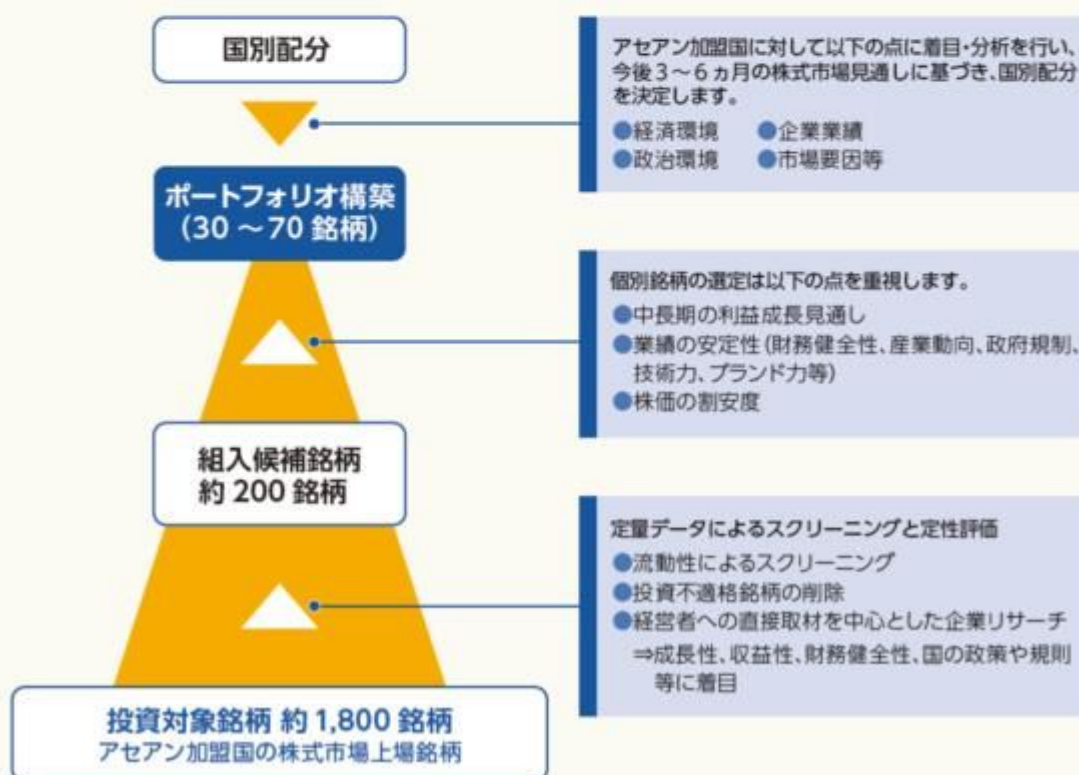 国別配分
アセアン加盟国に対して以下の点に着目・分析を行い、
今後3～6ヵ月の株式市場見通しに基づき、国別配分
を決定します。
●経済環境 ●企業業績
●政治環境 ●市場要因等
ポートフォリオ構築
(30 ～ 70 銘柄)
個別銘柄の選定は以下の点を重視します。
●中長期の利益成長見通し
●業績の安定性(財務健全性、産業動向、政府規制、
技術力、ブランド力等)
●株価の割安度
組入候補銘柄
約 200 銘柄
定量データによるスクリーニングと定性評価
●流動性によるスクリーニング
●投資不適格銘柄の削除
●経営者への直接取材を中心とした企業リサーチ
⇒成長性、収益性、財務健全性、国の政策や規則
等に着目
投資対象銘柄 約 1,800 銘柄
アセアン加盟国の株式市場上場銘柄